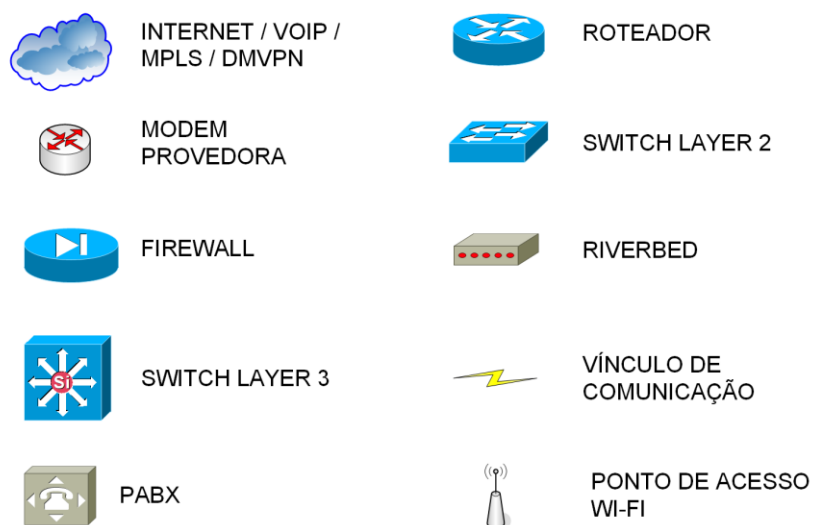 INTERNET / VOIP /
MPLS / DMVPN
ROTEADOR
MODEM
PROVEDORA
SWITCH LAYER 2
FIREWALL
RIVERBED
Si
SWITCH LAYER 3
VÍNCULO DE
COMUNICAÇÃO
PABX
PONTO DE ACESSO
WI-FI